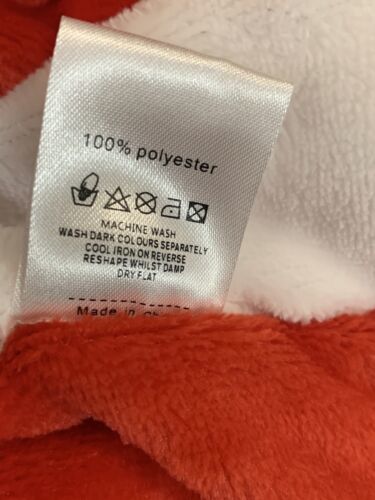 100% polyester
MACHINE WASH
WASH DARK COLOURS SEPARATELY
COOL IRON ON REVERSE
RESHAPE WHILST DAMP
DRY FLAT
Made in